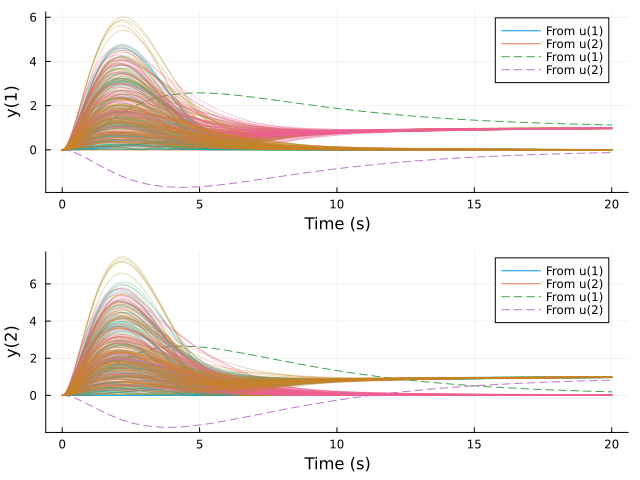 y(1)
6
4
2
0
From u(1)
From u(2)
From u(1)
From u(2)
0 5 10 15 20
Time (s)
y(2)
6
4
2
0
From u(1)
From u(2)
From u(1)
From u(2)
0 5 10 15 20
Time (s)